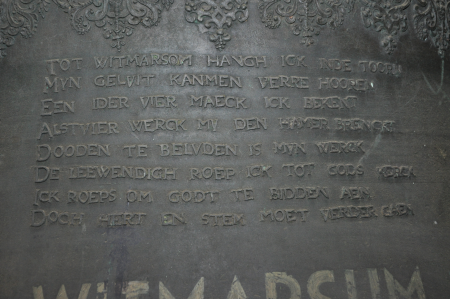 TOT WITMARSOM HANGH ICK INDE TOORN
MYN GELVIT KANMEN VERRE HOOREN
EEN IDER VIER MAECK ICK BEKENT
ALSTVIER WERCK MY DEN HAMER BRENGHT
DOODEN TE BELVDEN IS MYN WERCK
DE LEEWENDIGH ROEP ICK TOT GODS KERCK
ICK ROEPS OM GODT TE BIDDEN AEN
DOCH HERT EN STEM MOET VERDER GAEN
WITMARSUM